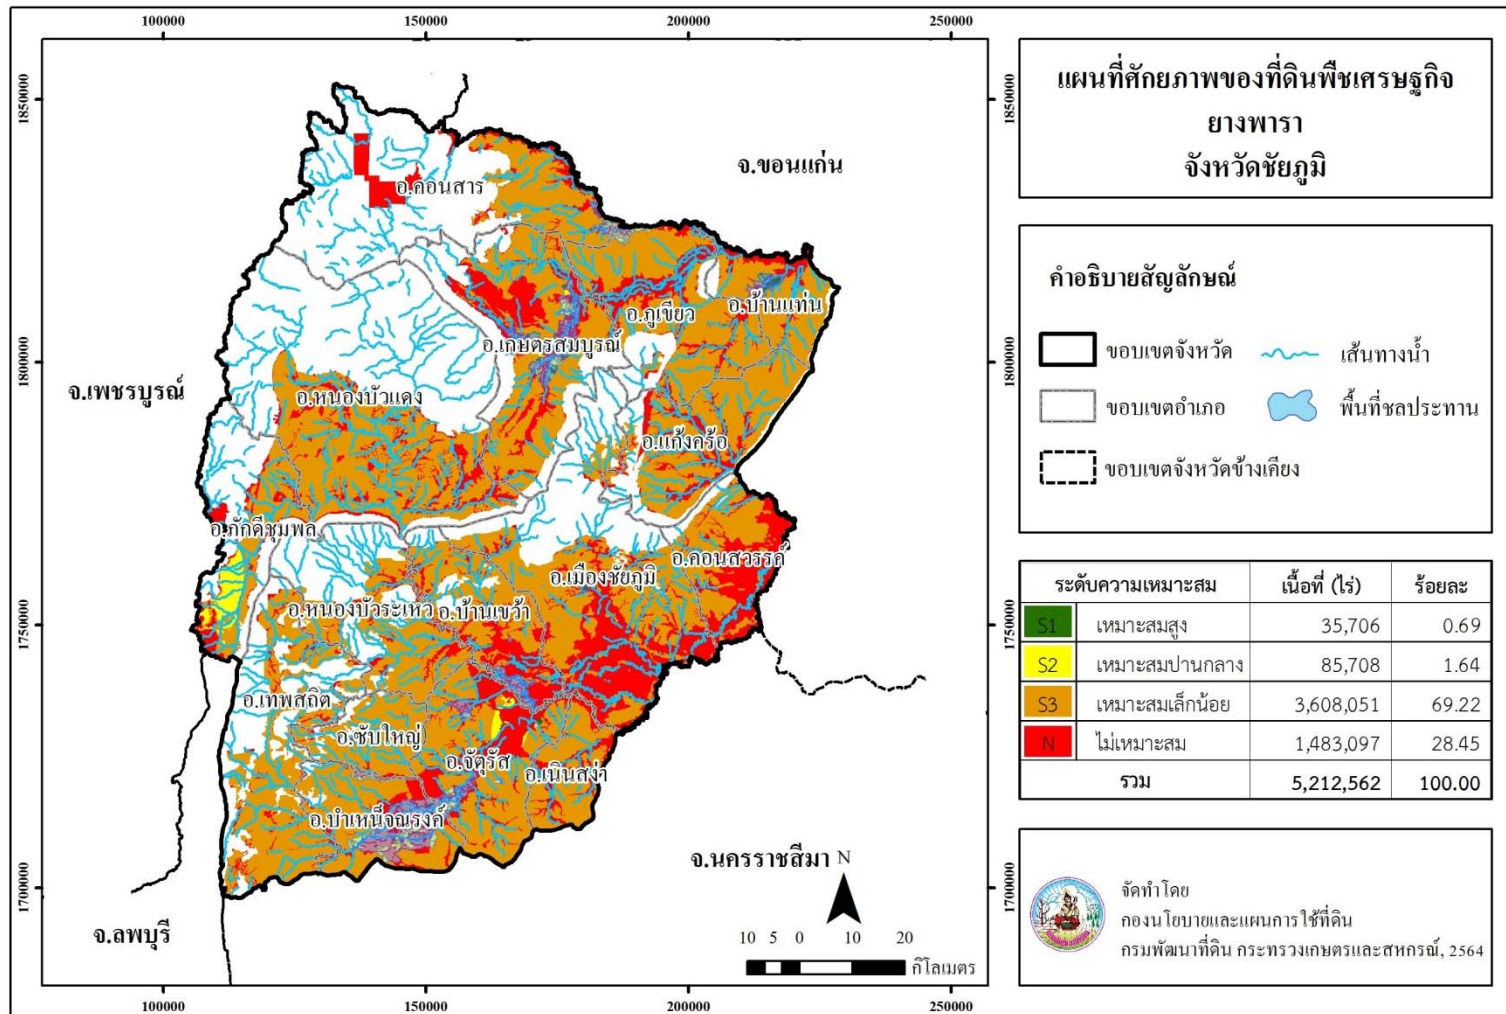 100000 150000 200000 250000
1850000
1800000
1750000
1700000
1850000
1800000
1750000
1700000
100000 150000 200000 250000
จ.ขอนแก่น
จ.เพชรบูรณ์
จ.นครราชสีมา
จ.ลพบุรี
อ.คอนสาร
อ.ภูเขียว
อ.บ้านแท่น
อ.เกษตรสมบูรณ์
อ.หนองบัวแดง
อ.แก้งคร้อ
อ.ภักดีชุมพล
อ.คอนสวรรค์
อ.เมืองชัยภูมิ
อ.หนองบัวระเหว
อ.บ้านเขว้า
อ.เทพสถิต
อ.ซับใหญ่
อ.จัตุรัส
อ.เนินสง่า
อ.บำเหน็จณรงค์
N
10 5 0 10 20
กิโลเมตร
แผนที่ศักยภาพของที่ดินพืชเศรษฐกิจ
ยางพารา
จังหวัดชัยภูมิ
คำอธิบายสัญลักษณ์
ขอบเขตจังหวัด เส้นทางน้ำ
ขอบเขตอำเภอ พื้นที่ชลประทาน
ขอบเขตจังหวัดข้างเคียง
ระดับความเหมาะสม เนื้อที่ (ไร่) ร้อยละ
S1 เหมาะสมสูง 35,706 0.69
S2 เหมาะสมปานกลาง 85,708 1.64
S3 เหมาะสมเล็กน้อย 3,608,051 69.22
N ไม่เหมาะสม 1,483,097 28.45
รวม 5,212,562 100.00
จัดทำโดย
กองนโยบายและแผนการใช้ที่ดิน
กรมพัฒนาที่ดิน กระทรวงเกษตรและสหกรณ์, 2564